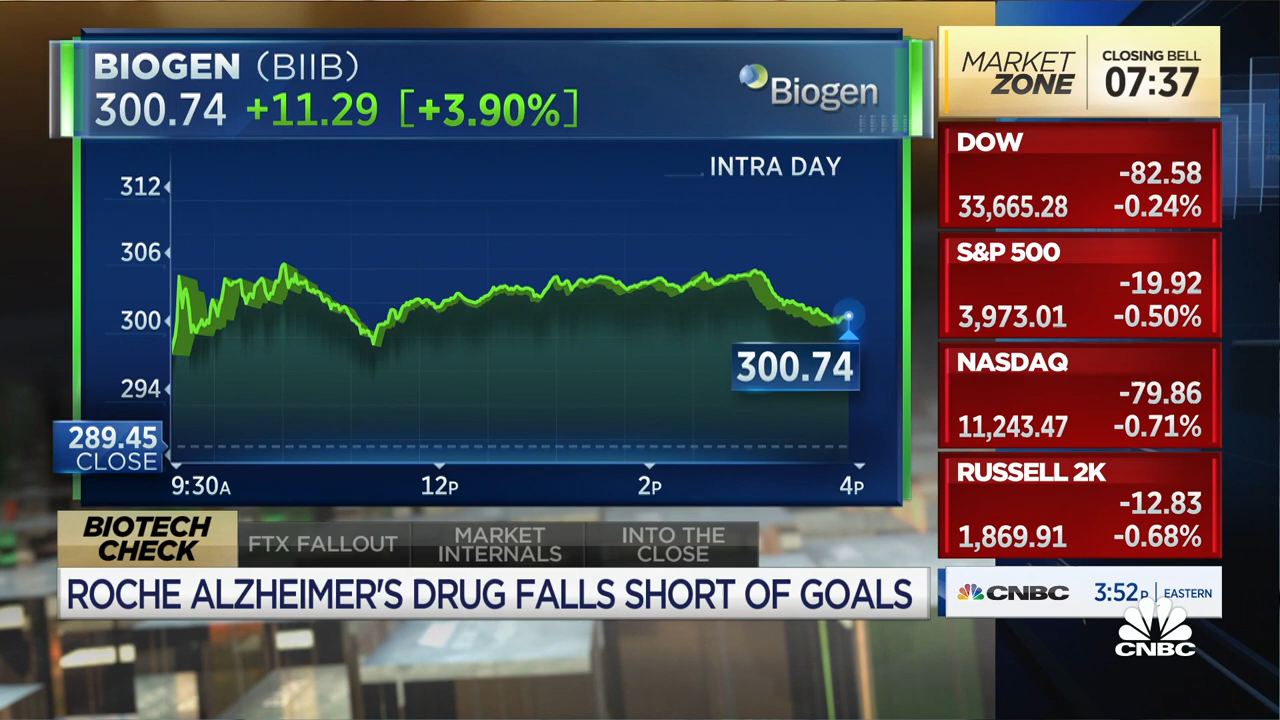 BIOGEN (BIIB)
300.74 +11.29 [+3.90%]
Biogen
INTRA DAY
312
306
300
294
289.45
CLOSE
300.74
9:30A
12P
2P
4P
MARKET
ZONE
CLOSING BELL
07:37
DOW
-82.58
33,665.28 -0.24%
S&P 500
-19.92
3,973.01 -0.50%
NASDAQ
-79.86
11,243.47 -0.71%
RUSSELL 2K
-12.83
1,869.91 -0.68%
BIOTECH
CHECK
FTX FALLOUT
MARKET
INTERNALS
INTO THE
CLOSE
ROCHE ALZHEIMER'S DRUG FALLS SHORT OF GOALS
CNBC 3:52P EASTERN
CNBC